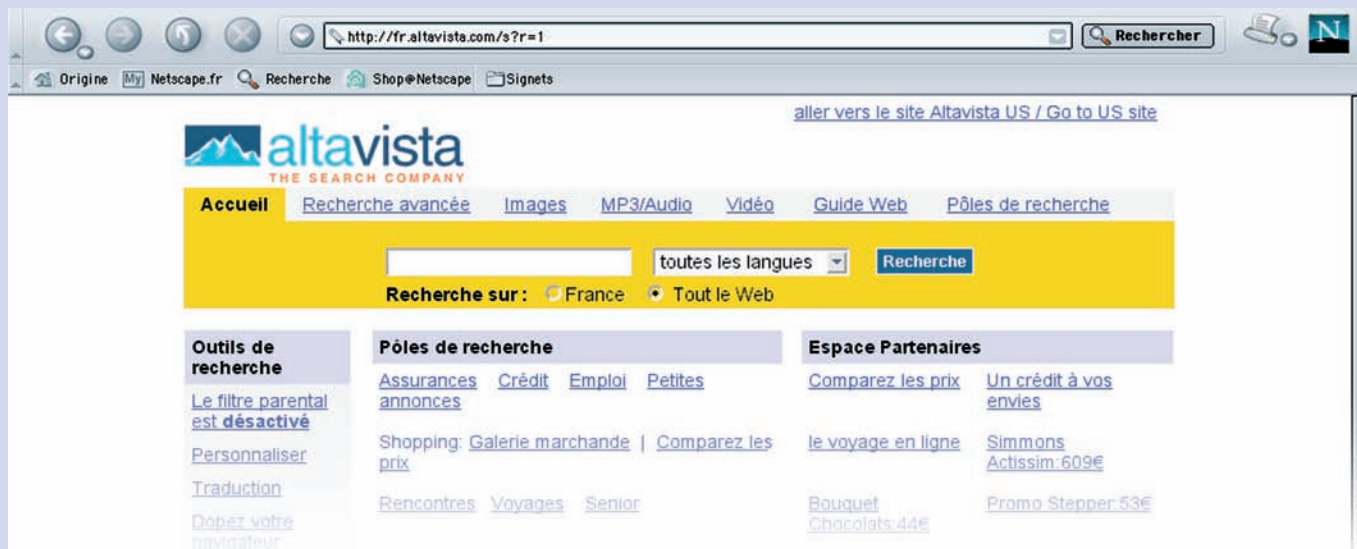 http://fr.altavista.com/s?r=1
Rechercher
N
Origine My Netscape.fr Recherche Shop@Netscape Signets
aller vers le site Altavista US / Go to US site
altavista
THE SEARCH COMPANY
Accueil Recherche avancée Images MP3/Audio Vidéo Guide Web Pôles de recherche
toutes les langues Recherche
Recherche sur : France Tout le Web
Outils de
recherche
Le filtre parental
est désactivé
Personnaliser
Traduction
Dopez votre
navigateur
Pôles de recherche
Assurances Crédit Emploi Petites
annonces
Shopping: Galerie marchande | Comparez les
prix
Rencontres Voyages Senior
Espace Partenaires
Comparez les prix Un crédit à vos
envies
le voyage en ligne Simmons
Actissim:609€
Bouquet Promo Stepper:53€
Chocolats:44€